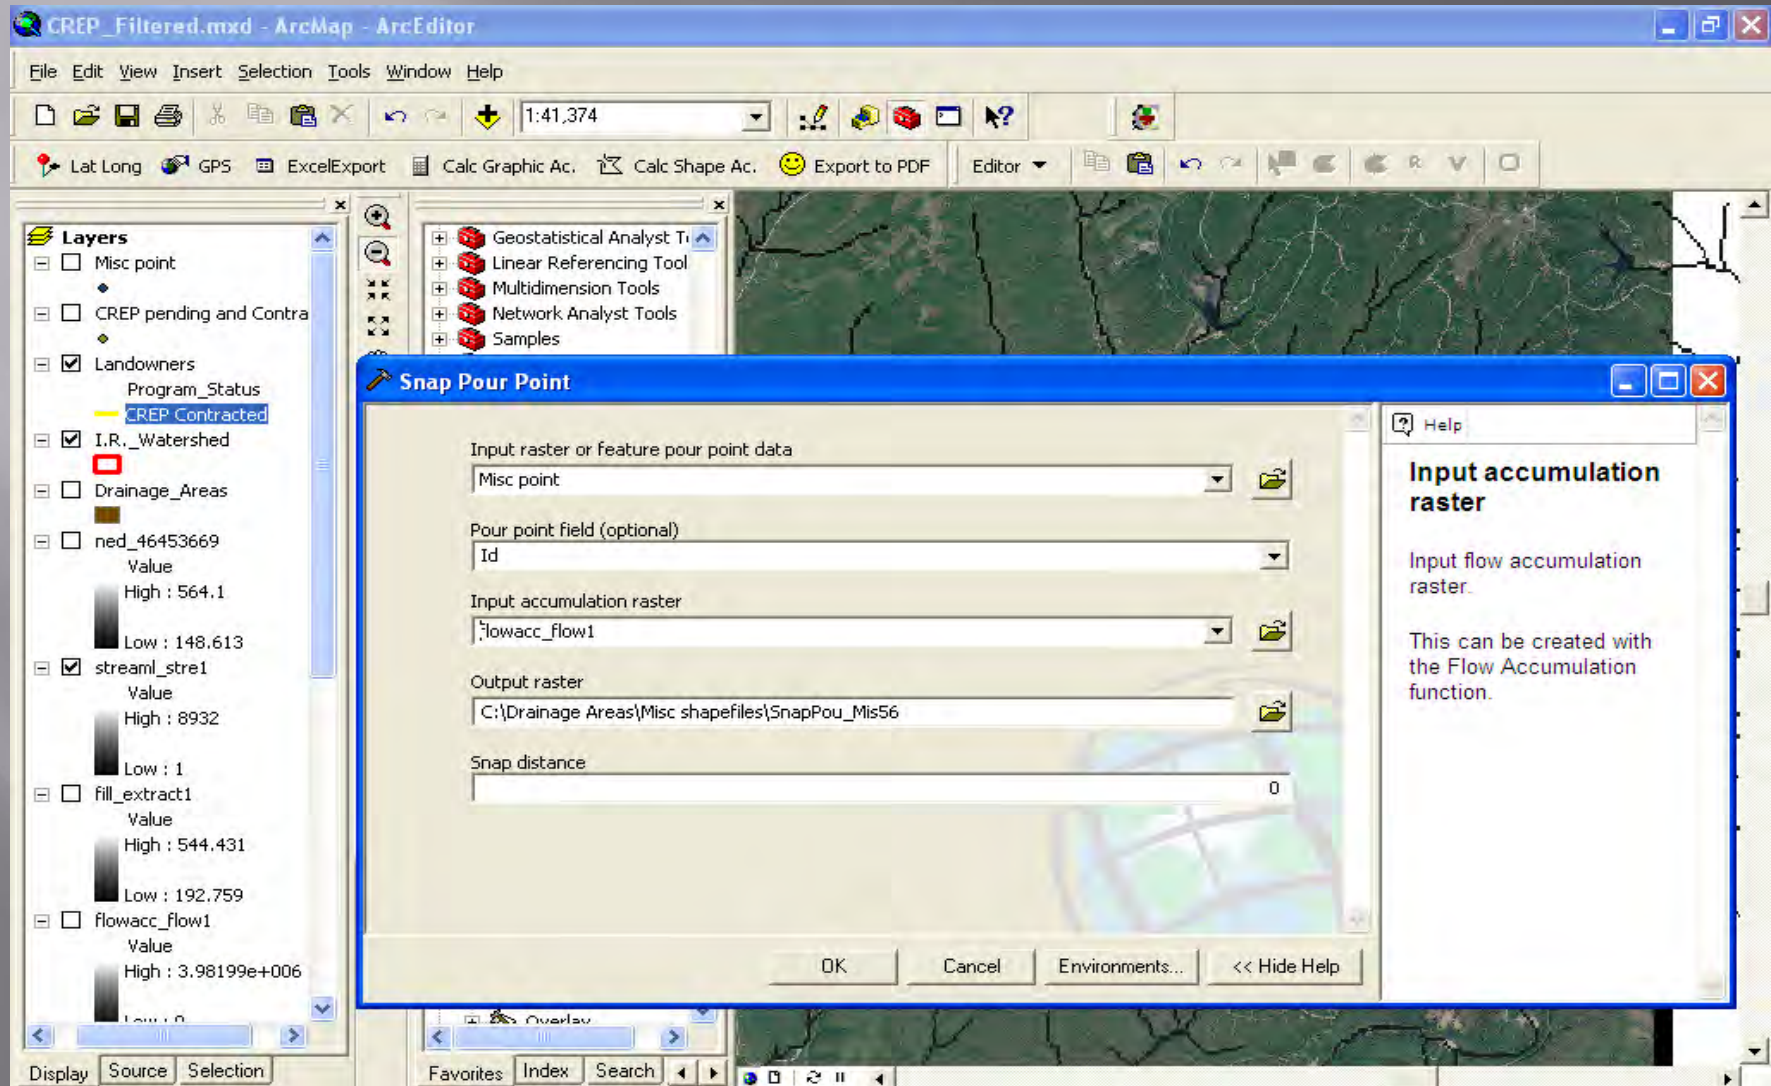 CREP_Filtered.mxd - ArcMap - ArcEditor
File Edit View Insert Selection Tools Window Help
1:41,374
Lat Long GPS ExcelExport Calc Graphic Ac. Calc Shape Ac. Export to PDF Editor
Layers
Misc point
CREP pending and Contra
Landowners
Program_Status
CREP Contracted
I.R._Watershed
Drainage_Areas
ned_46453669
Value
High : 564.1
Low : 148.613
streaml_stre1
Value
High : 8932
Low : 1
fill_extract1
Value
High : 544.431
Low : 192.759
flowacc_flow1
Value
High : 3.98199e+006
Low : 0
Display Source Selection
Geostatistical Analyst T
Linear Referencing Tool
Multidimension Tools
Network Analyst Tools
Samples
Overlay
Favorites Index Search
Snap Pour Point
Input raster or feature pour point data
Misc point
Pour point field (optional)
Id
Input accumulation raster
flowacc_flow1
Output raster
C:\Drainage Areas\Misc shapefiles\SnapPou_Mis56
Snap distance
0
OK Cancel Environments... << Hide Help
Help
Input accumulation
raster
Input flow accumulation
raster.
This can be created with
the Flow Accumulation
function.